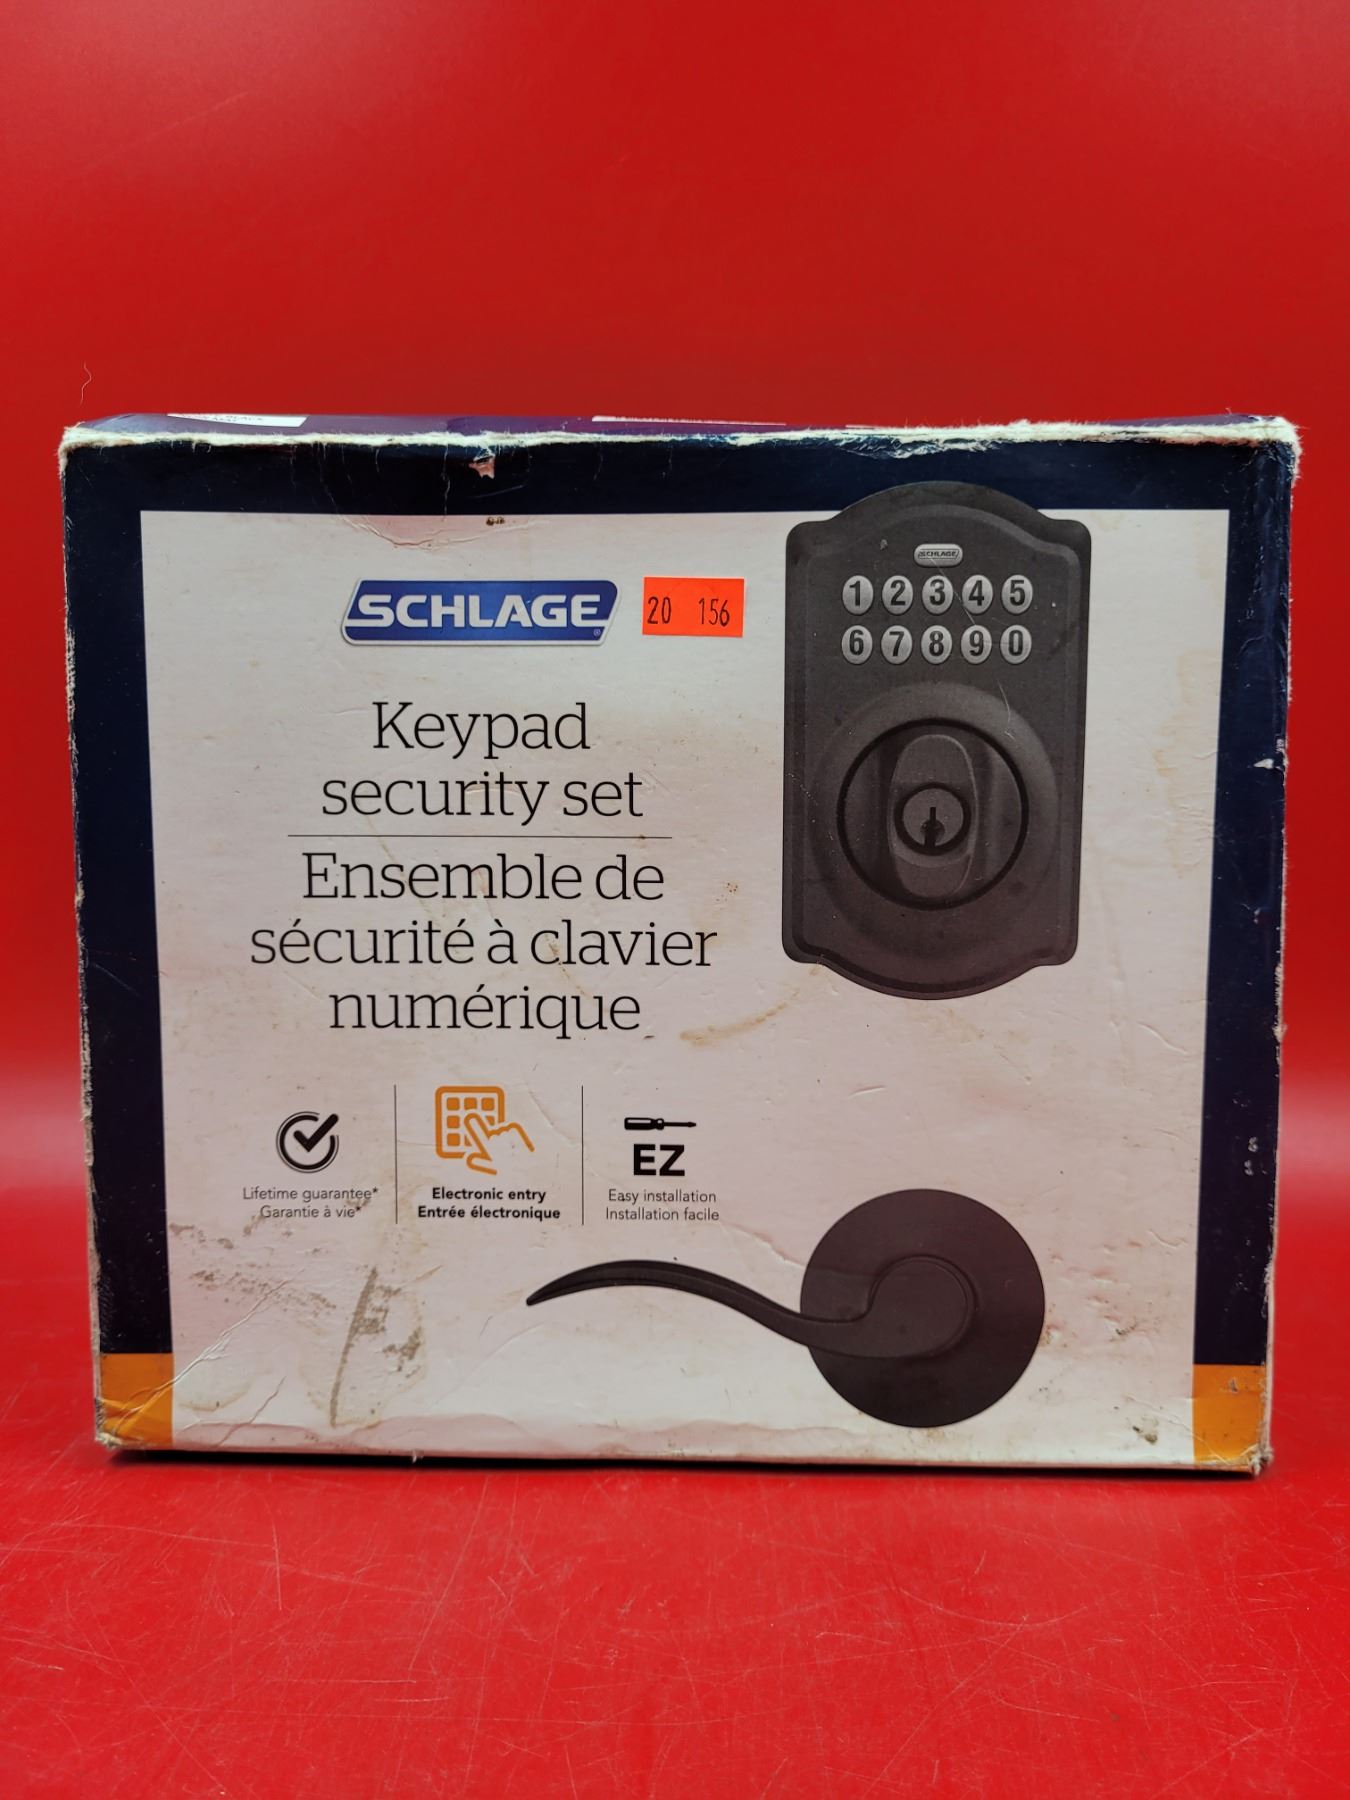 SCHLAGE
20 156
Keypad
security set
Ensemble de
sécurité à clavier
numérique
Lifetime guarantee*
Garantie à vie*
Electronic entry
Entrée électronique
EZ
Easy installation
Installation facile
SCHLAGE
1 2 3 4 5
6 7 8 9 0